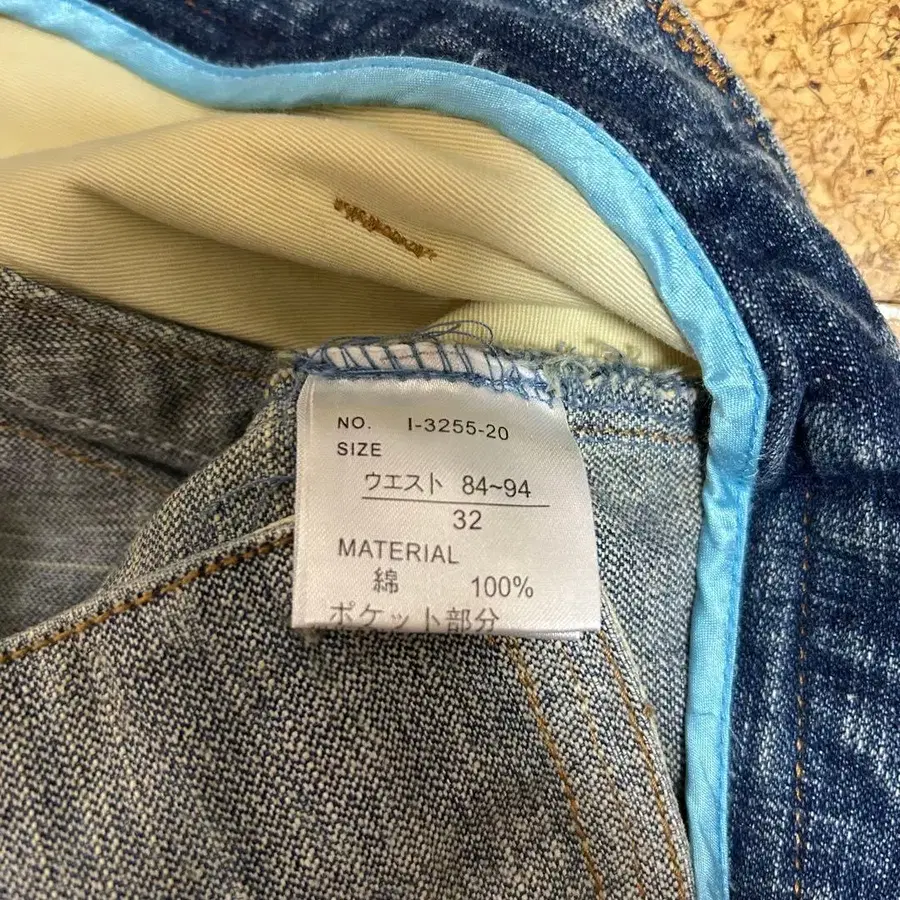 NO. I-3255-20
SIZE
ウエスト 84~94
32
MATERIAL
綿 100%
ポケット部分